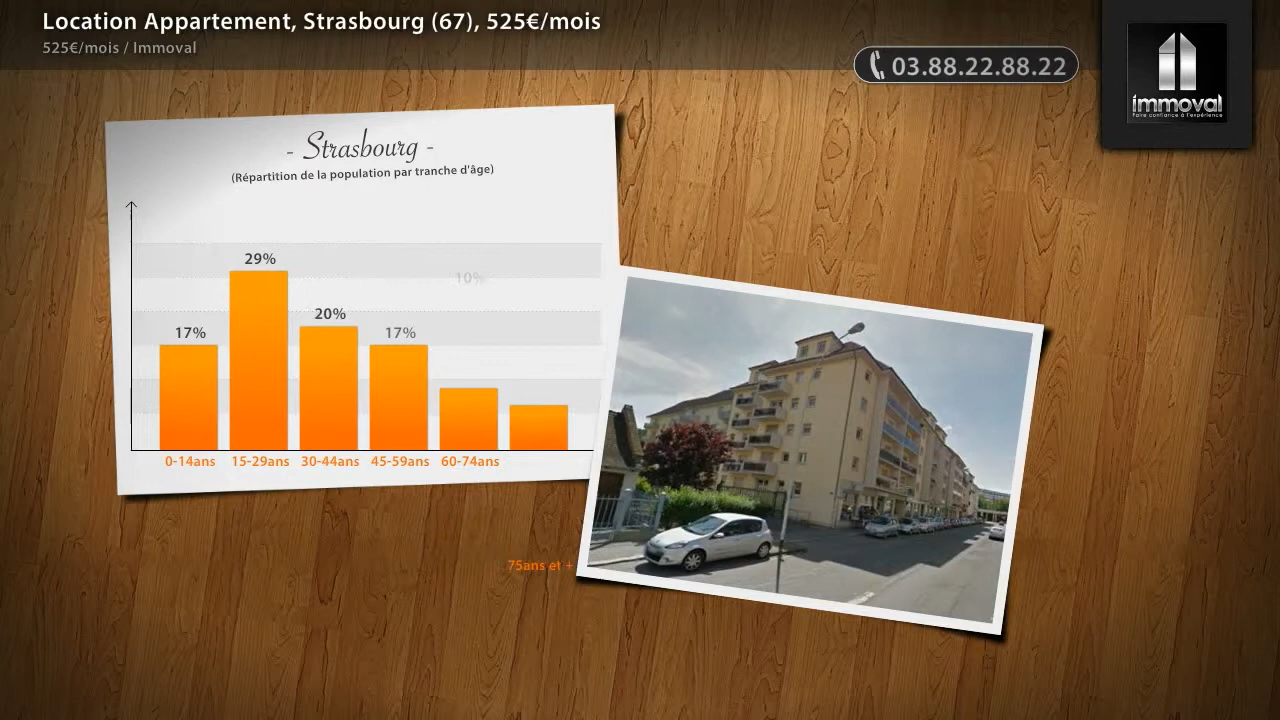 Location Appartement, Strasbourg (67), 525€/mois
525€/mois / Immoval
03.88.22.88.22
immoval
Faire confiance à l'expérience
- Strasbourg -
(Répartition de la population par tranche d'âge)
17%
29%
20%
17%
10%
0-14ans
15-29ans
30-44ans
45-59ans
60-74ans
75ans et +